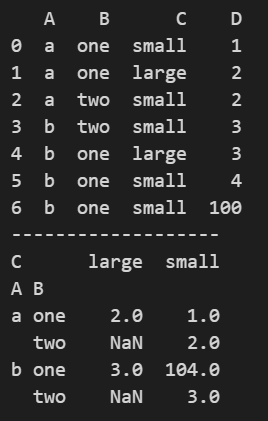 A    B      C    D
0  a  one  small    1
1  a  one  large    2
2  a  two  small    2
3  b  two  small    3
4  b  one  large    3
5  b  one  small    4
6  b  one  small  100
-------------------
C      large  small
A B
a one    2.0    1.0
  two    NaN    2.0
b one    3.0  104.0
  two    NaN    3.0